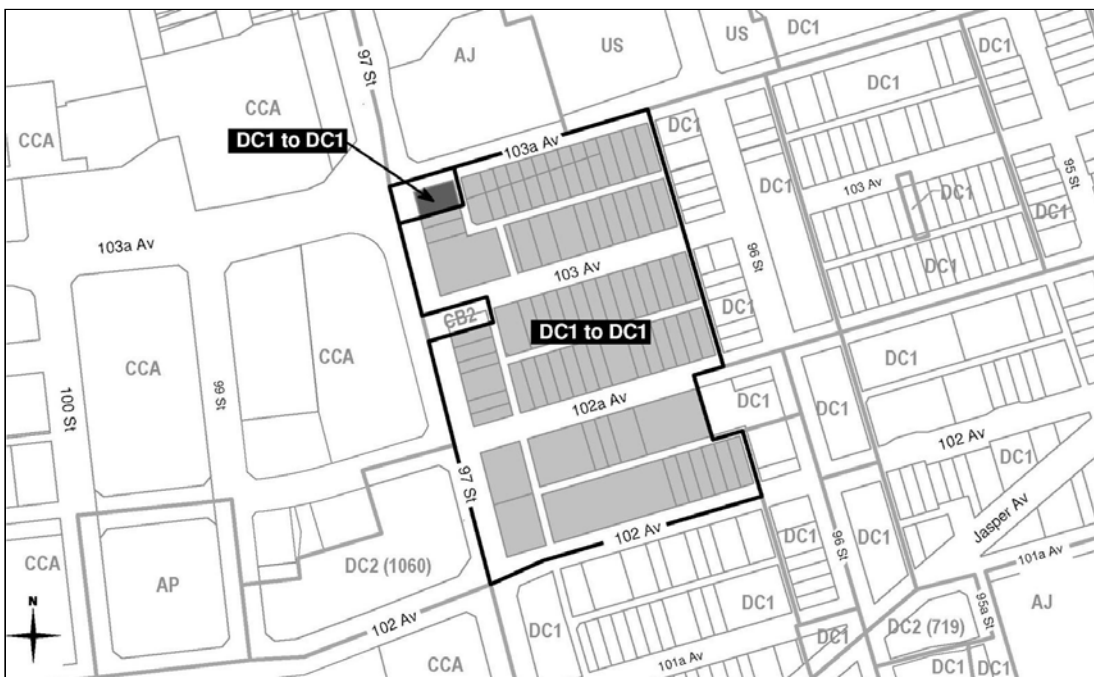 DC1
US
US
AJ
97 St
CCA
CCA
DC1
DC1
DC1 to DC1
103a Av
DC1
95 St
DC1
103 Av
DC1
DC1
103a Av
96 St
DC1
103 Av
DC1
CB2
DC1 to DC1
DC1
CCA
CCA
DC1
100 St
99 St
102a Av
DC1
DC1
102 Av
DC1
97 St
Jasper Av
102 Av
DC1
96 St
DC1
101a Av
CCA
AP
DC2 (1060)
95a St
AJ
N
102 Av
DC1
DC1
DC2 (719)
CCA
101a Av
DC1
DC1